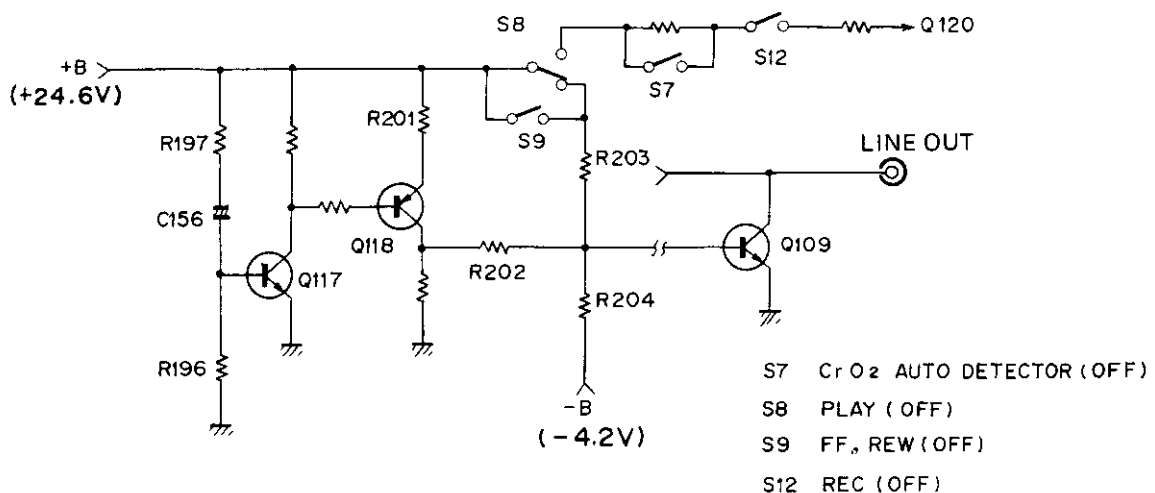 S8
Q120
S12
+B
(+24.6V)
S7
R201
S9
R197
R203
LINE OUT
C156
Q118
Q109
Q117
R202
R204
R196
S7 CrO2 AUTO DETECTOR (OFF)
-B
S8 PLAY (OFF)
(-4.2V)
S9 FF, REW (OFF)
S12 REC (OFF)